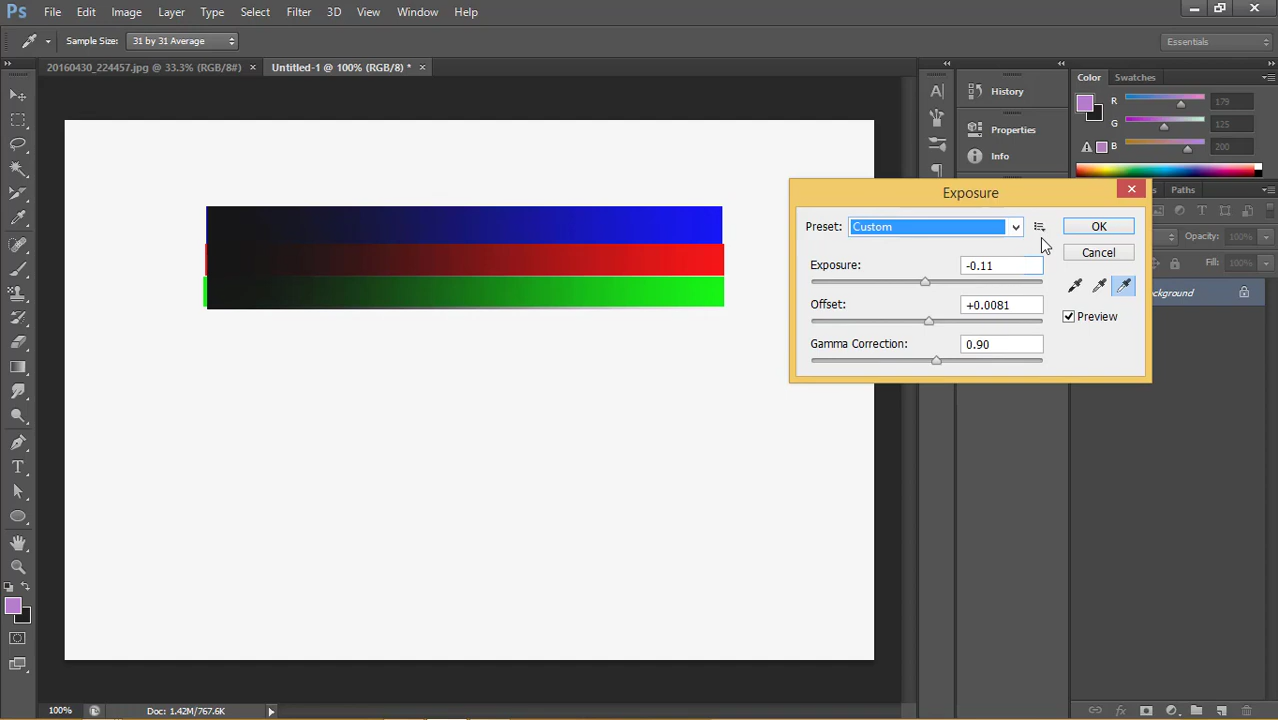 Ps File Edit Image Layer Type Select Filter 3D View Window Help
Sample Size: 31 by 31 Average Essentials
20160430_224457.jpg @ 33.3% (RGB/8#) × Untitled-1 @ 100% (RGB/8) * ×
History
Properties
Info
Color Swatches
R 179
G 125
B 200
Paths
Opacity:
Fill:
ckground
Exposure
Preset: Custom OK
Cancel
Exposure: -0.11
Offset: +0.0081
Preview
Gamma Correction: 0.90
100% Doc: 1.42M/767.6K
fx